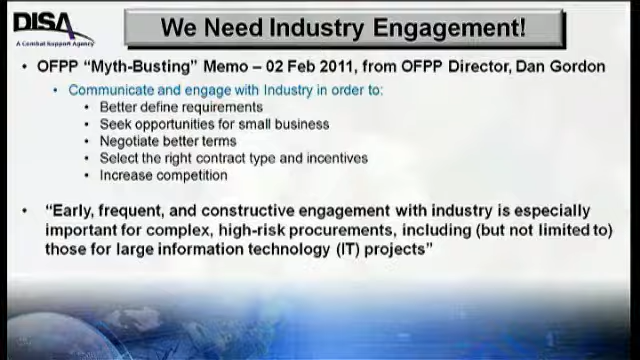 DISA
A Combat Support Agency
We Need Industry Engagement!
• OFPP “Myth-Busting” Memo – 02 Feb 2011, from OFPP Director, Dan Gordon
• Communicate and engage with Industry in order to:
• Better define requirements
• Seek opportunities for small business
• Negotiate better terms
• Select the right contract type and incentives
• Increase competition
• “Early, frequent, and constructive engagement with industry is especially
important for complex, high-risk procurements, including (but not limited to)
those for large information technology (IT) projects”